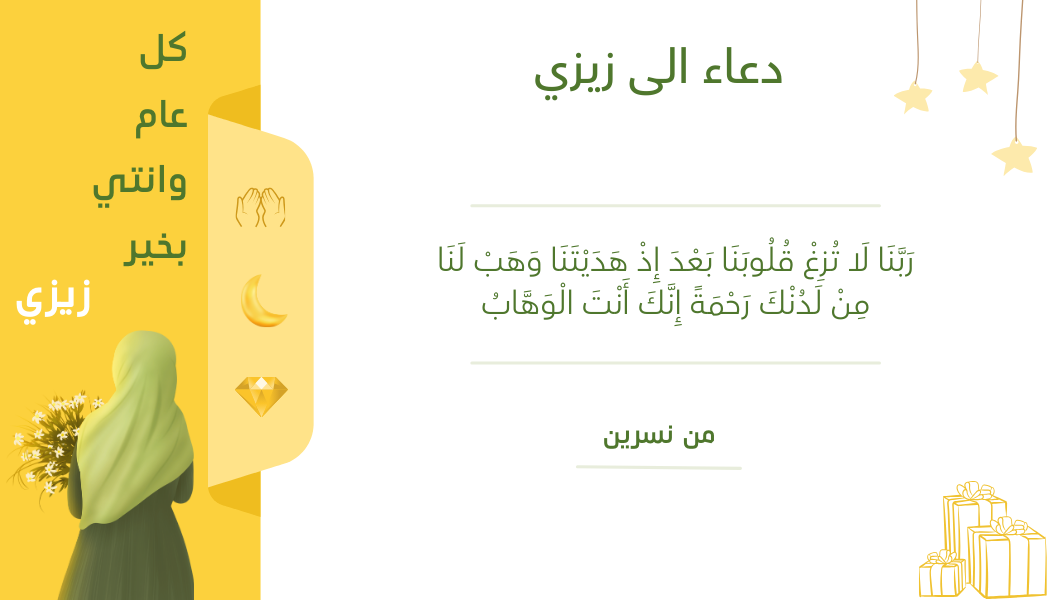 كل
عام
وانتي
بخير
زيزي
دعاء الى زيزي
رَبَّنَا لَا تُزِغْ قُلُوبَنَا بَعْدَ إِذْ هَدَيْتَنَا وَهَبْ لَنَا
مِنْ لَدُنْكَ رَحْمَةً إِنَّكَ أَنْتَ الْوَهَّابُ
من نسرين